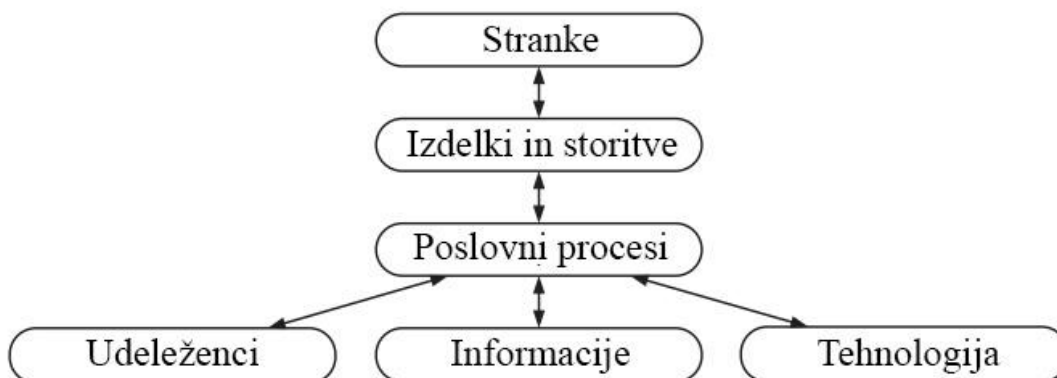 Stranke
Izdelki in storitve
Poslovni procesi
Udeleženci
Informacije
Tehnologija